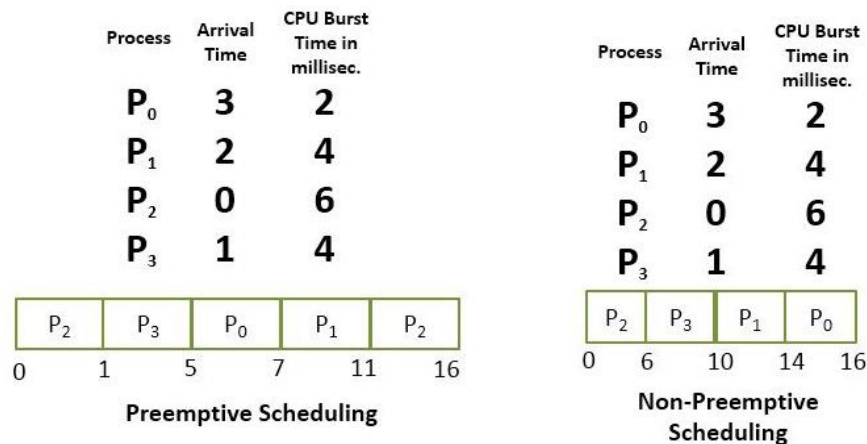 Process Arrival Time CPU Burst Time in millisec.
P₀ 3 2
P₁ 2 4
P₂ 0 6
P₃ 1 4
P₂ P₃ P₀ P₁ P₂
0 1 5 7 11 16
Preemptive Scheduling
Process Arrival Time CPU Burst Time in millisec.
P₀ 3 2
P₁ 2 4
P₂ 0 6
P₃ 1 4
P₂ P₃ P₁ P₀
0 6 10 14 16
Non-Preemptive
Scheduling